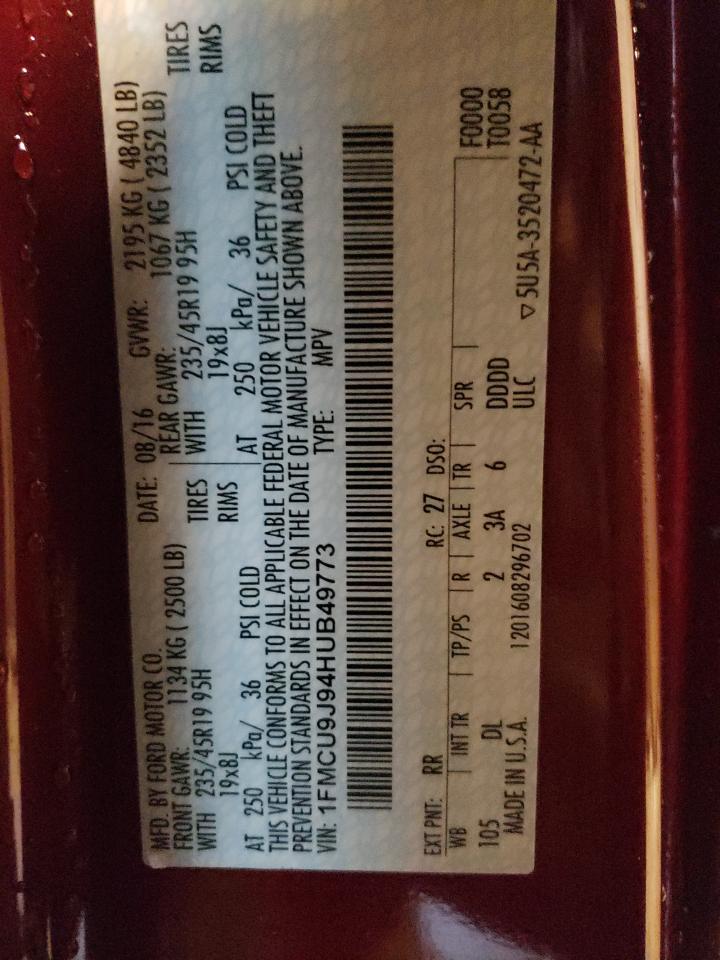 MFD. BY FORD MOTOR CO. DATE: 08/16 GVWR: 2195 KG ( 4840 LB)
FRONT GAWR: 1134 KG ( 2500 LB) REAR GAWR: 1067 KG ( 2352 LB)
WITH 235/45R19 95H TIRES WITH 235/45R19 95H TIRES
19x8J RIMS 19x8J RIMS
AT 250 kPa/ 36 PSI COLD AT 250 kPa/ 36 PSI COLD
THIS VEHICLE CONFORMS TO ALL APPLICABLE FEDERAL MOTOR VEHICLE SAFETY AND THEFT
PREVENTION STANDARDS IN EFFECT ON THE DATE OF MANUFACTURE SHOWN ABOVE.
VIN: 1FMCU9J94HUB49773 TYPE: MPV
EXT PNT: RR RC: 27 DSO: F0000
WB INT TR TP/PS R AXLE TR SPR T0058
105 DL 2 3A 6 DDDD
MADE IN U.S.A. 1201608296702 ULC ▽ 5U5A-3520472-AA